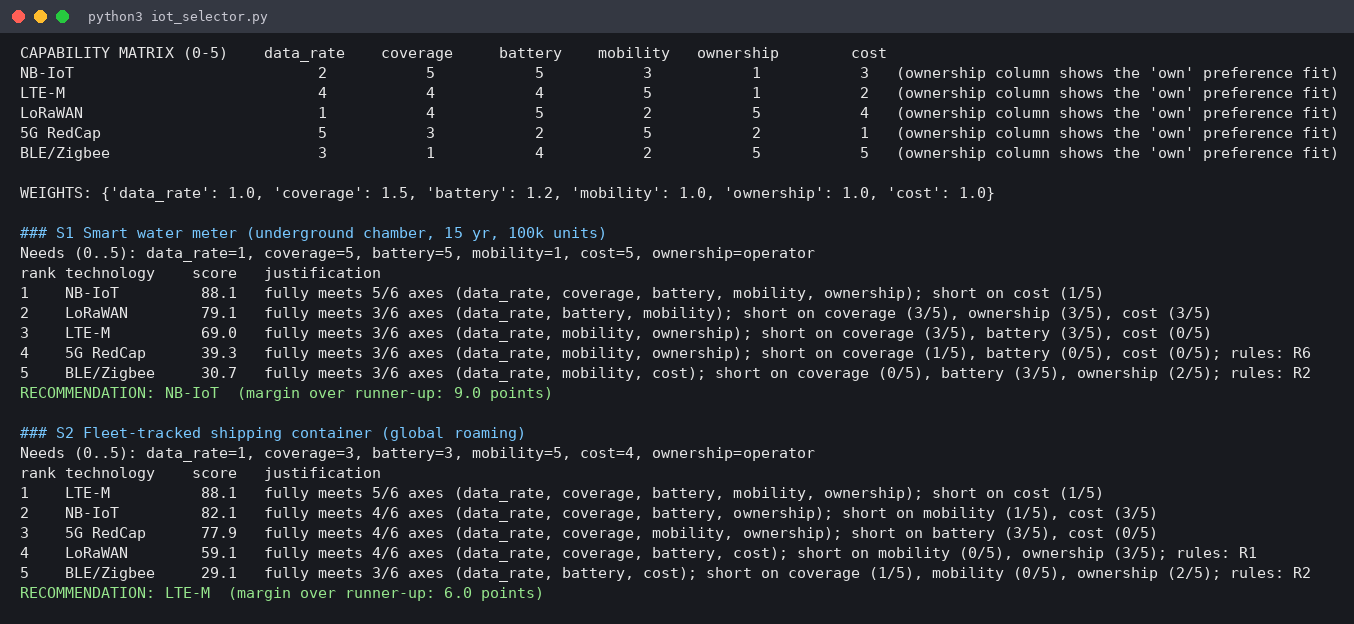 python3 iot_selector.py
CAPABILITY MATRIX (0-5)    data_rate    coverage     battery    mobility   ownership        cost
NB-IoT                           2           5           5          3           1           3   (ownership column shows the 'own' preference fit)
LTE-M                            4           4           4          5           1           2   (ownership column shows the 'own' preference fit)
LoRaWAN                          1           4           5          2           5           4   (ownership column shows the 'own' preference fit)
5G RedCap                        5           3           2          5           2           1   (ownership column shows the 'own' preference fit)
BLE/Zigbee                       3           1           4          2           5           5   (ownership column shows the 'own' preference fit)
WEIGHTS: {'data_rate': 1.0, 'coverage': 1.5, 'battery': 1.2, 'mobility': 1.0, 'ownership': 1.0, 'cost': 1.0}
### S1 Smart water meter (underground chamber, 15 yr, 100k units)
Needs (0..5): data_rate=1, coverage=5, battery=5, mobility=1, cost=5, ownership=operator
rank technology    score   justification
1    NB-IoT         88.1   fully meets 5/6 axes (data_rate, coverage, battery, mobility, ownership); short on cost (1/5)
2    LoRaWAN        79.1   fully meets 3/6 axes (data_rate, battery, mobility); short on coverage (3/5), ownership (3/5), cost (3/5)
3    LTE-M          69.0   fully meets 3/6 axes (data_rate, mobility, ownership); short on coverage (3/5), battery (3/5), cost (0/5)
4    5G RedCap      39.3   fully meets 3/6 axes (data_rate, mobility, ownership); short on coverage (1/5), battery (0/5), cost (0/5); rules: R6
5    BLE/Zigbee     30.7   fully meets 3/6 axes (data_rate, mobility, cost); short on coverage (0/5), battery (3/5), ownership (2/5); rules: R2
RECOMMENDATION: NB-IoT  (margin over runner-up: 9.0 points)
### S2 Fleet-tracked shipping container (global roaming)
Needs (0..5): data_rate=1, coverage=3, battery=3, mobility=5, cost=4, ownership=operator
rank technology    score   justification
1    LTE-M          88.1   fully meets 5/6 axes (data_rate, coverage, battery, mobility, ownership); short on cost (1/5)
2    NB-IoT         82.1   fully meets 4/6 axes (data_rate, coverage, battery, ownership); short on mobility (1/5), cost (3/5)
3    5G RedCap      77.9   fully meets 4/6 axes (data_rate, coverage, mobility, ownership); short on battery (3/5), cost (0/5)
4    LoRaWAN        59.1   fully meets 4/6 axes (data_rate, coverage, battery, cost); short on mobility (0/5), ownership (3/5); rules: R1
5    BLE/Zigbee     29.1   fully meets 3/6 axes (data_rate, battery, cost); short on coverage (1/5), mobility (0/5), ownership (2/5); rules: R2
RECOMMENDATION: LTE-M  (margin over runner-up: 6.0 points)